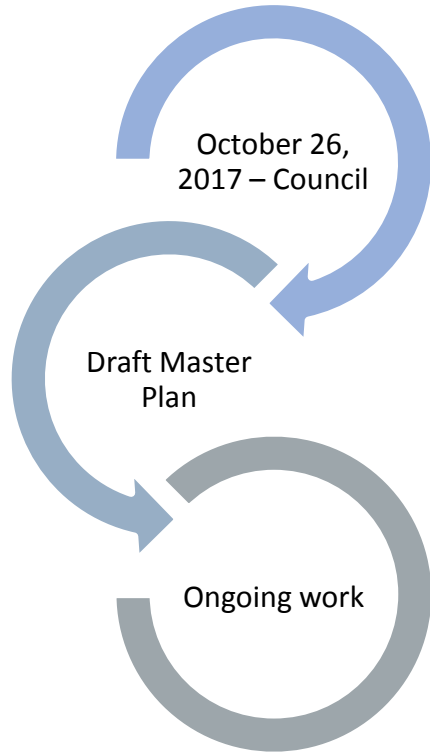 October 26,
2017 – Council
Draft Master
Plan
Ongoing work